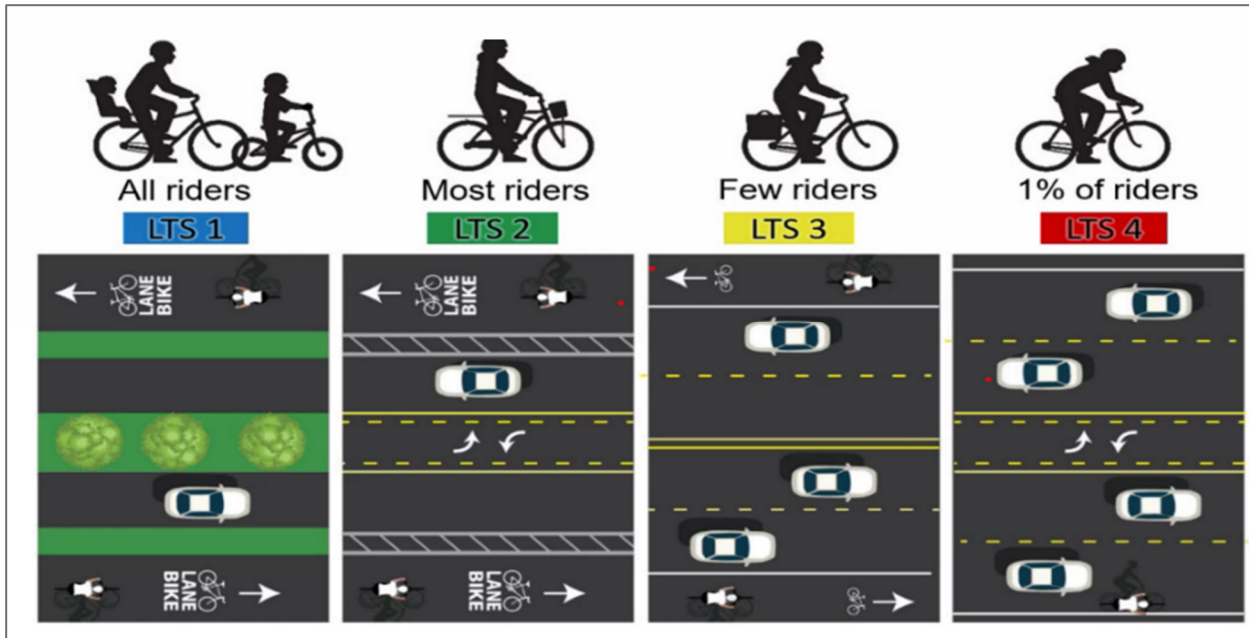 All riders
Most riders
Few riders
1% of riders
LTS 1
LTS 2
LTS 3
LTS 4
LANE
BIKE
LANE
BIKE
LANE
BIKE
LANE
BIKE